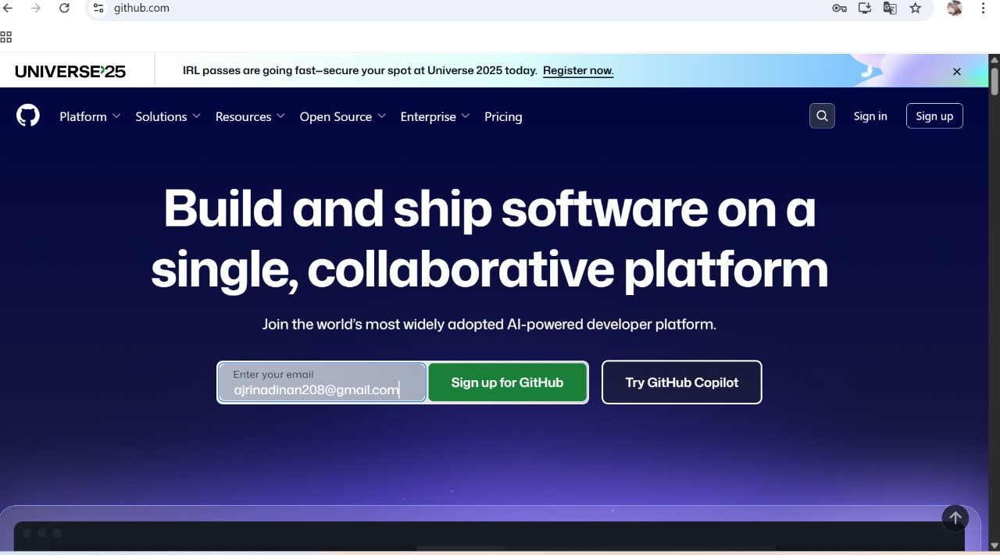 github.com
UNIVERSE'25
IRL passes are going fast—secure your spot at Universe 2025 today. Register now.
Platform Solutions Resources Open Source Enterprise Pricing Sign in Sign up
Build and ship software on a
single, collaborative platform
Join the world's most widely adopted AI-powered developer platform.
Enter your email
ajrinadinan208@gmail.com
Sign up for GitHub
Try GitHub Copilot